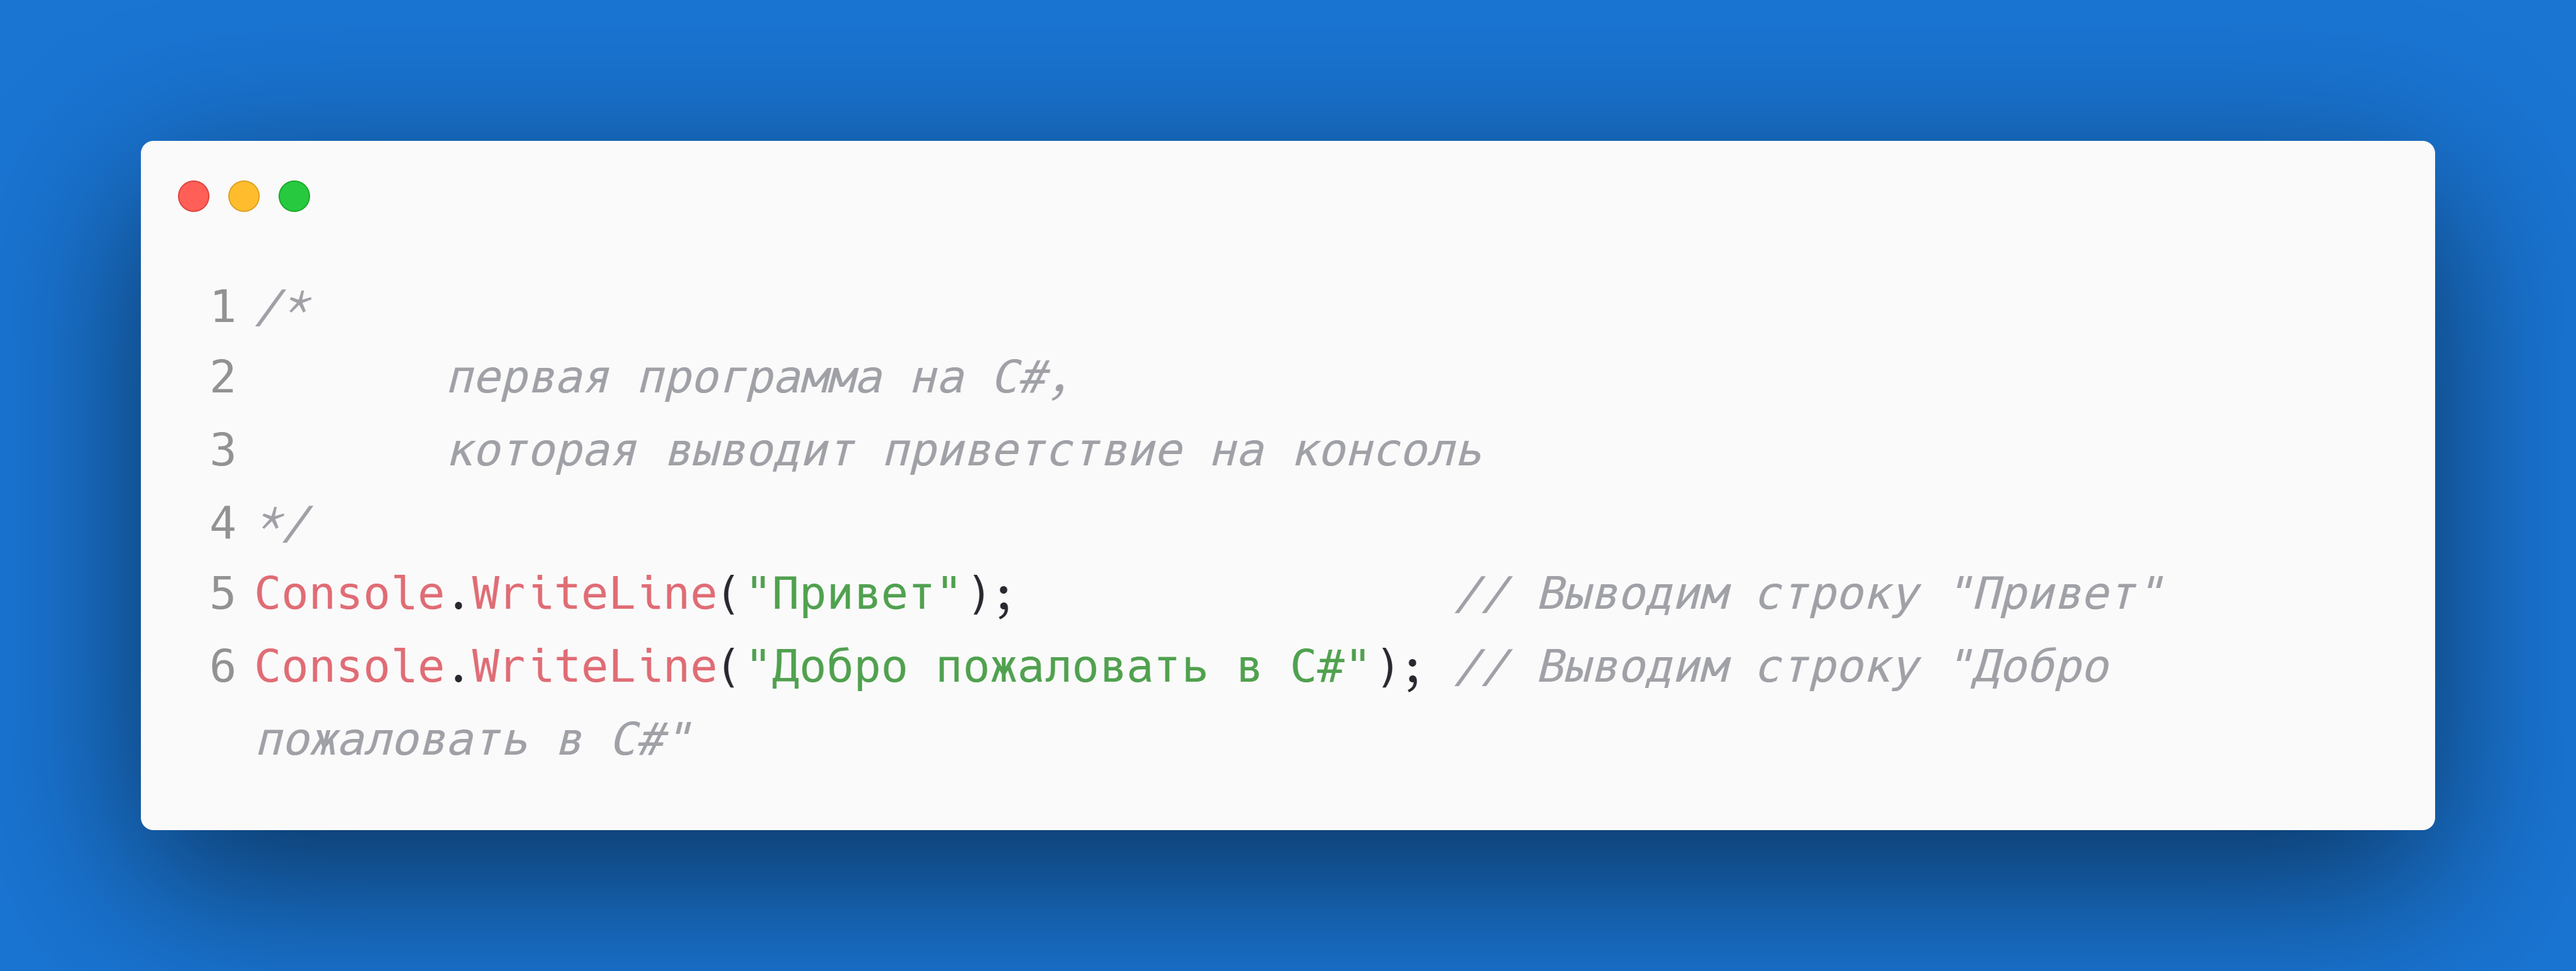 1 /*
2        первая программа на C#,
3        которая выводит приветствие на консоль
4 */
5 Console.WriteLine("Привет");                // Выводим строку "Привет"
6 Console.WriteLine("Добро пожаловать в C#"); // Выводим строку "Добро
пожаловать в C#"